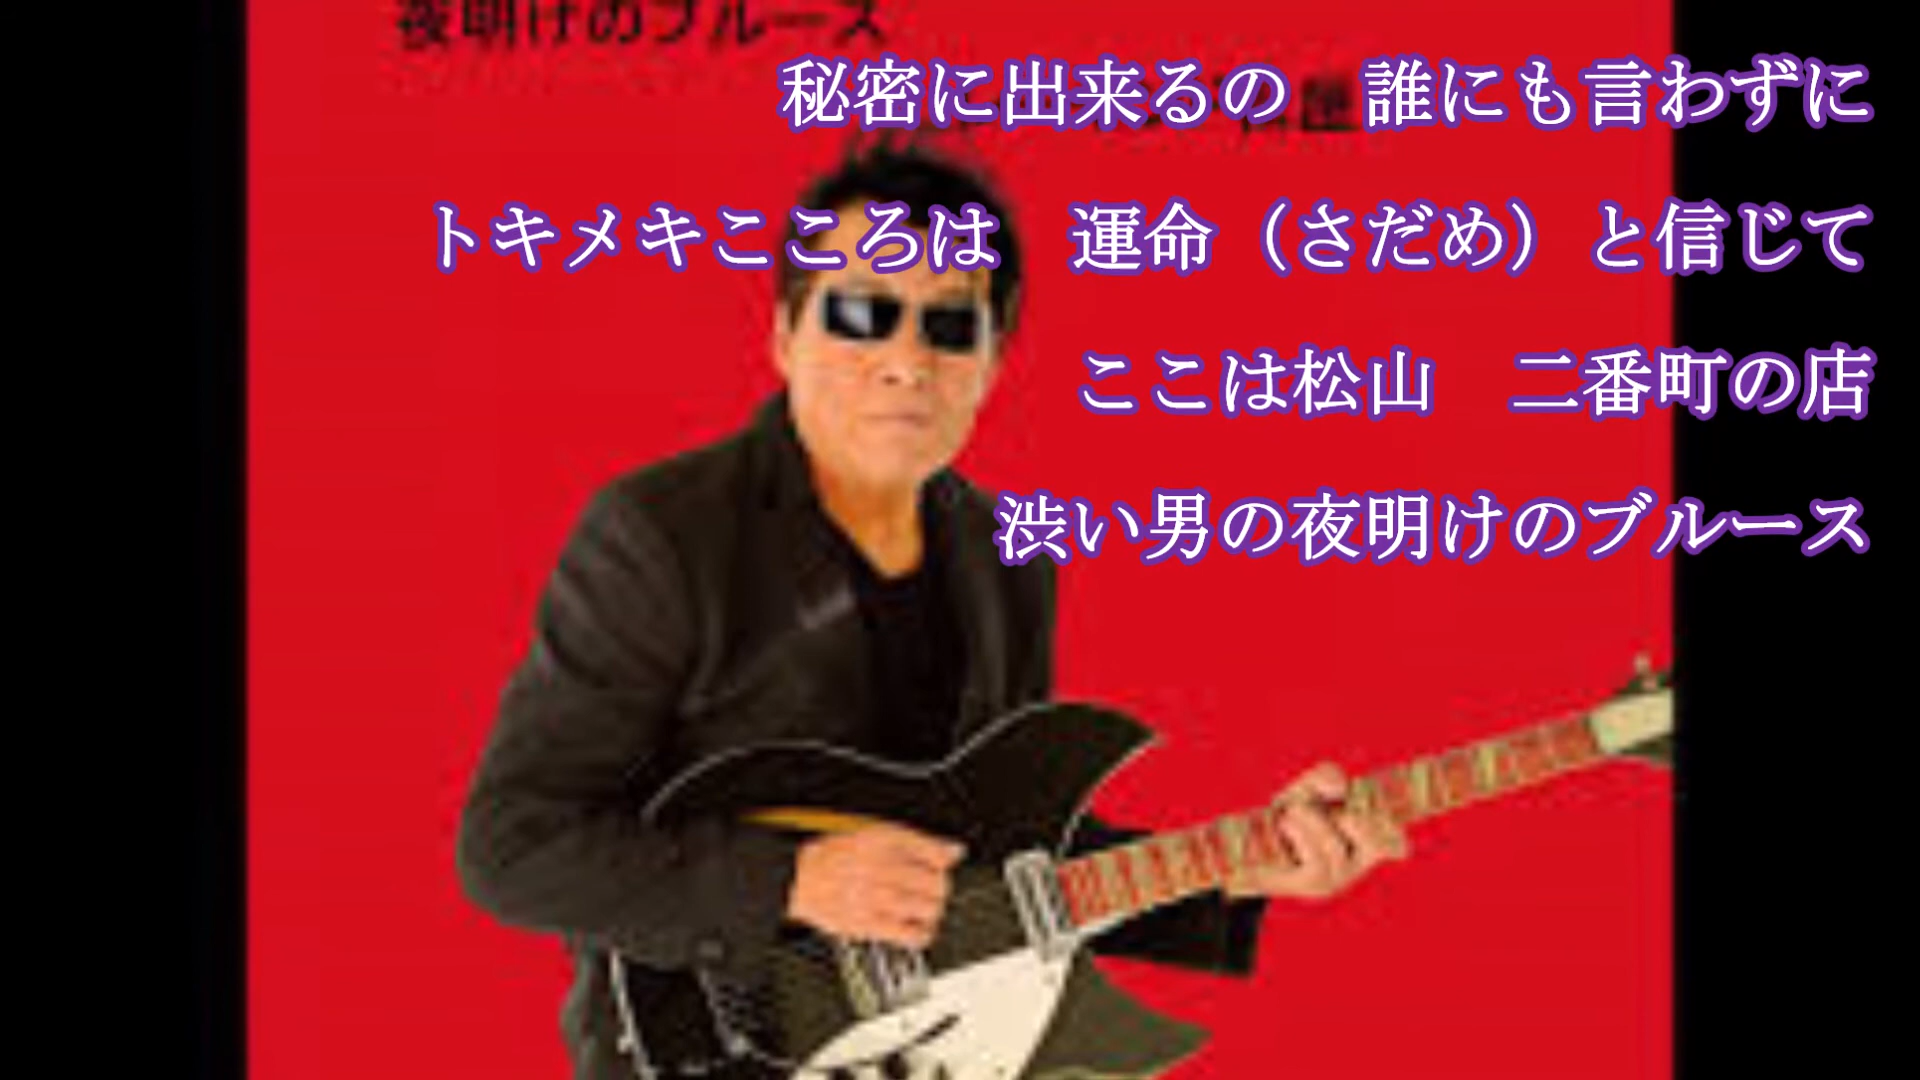 夜明けのブルース
秘密に出来るの　誰にも言わずに
トキメキこころは　運命（さだめ）と信じて
ここは松山　二番町の店
渋い男の夜明けのブルース